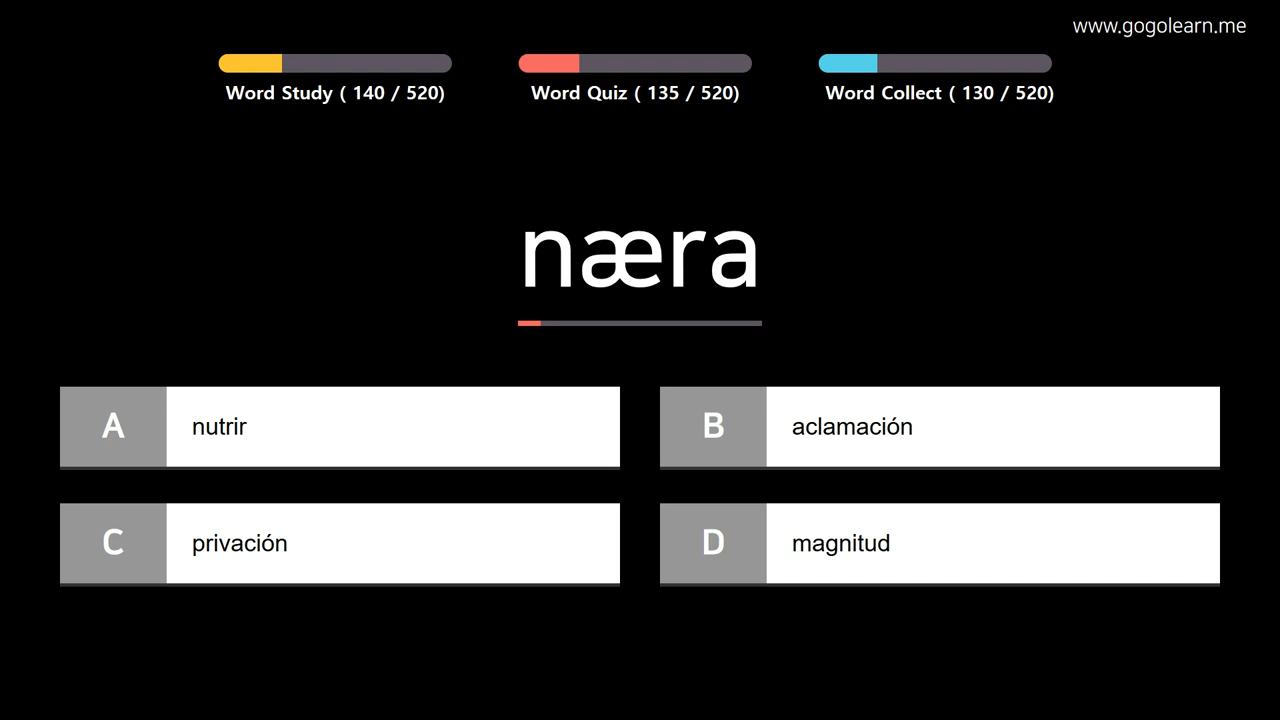 www.gogolearn.me
Word Study ( 140 / 520)
Word Quiz ( 135 / 520)
Word Collect ( 130 / 520)
næra
A nutrir
B aclamación
C privación
D magnitud